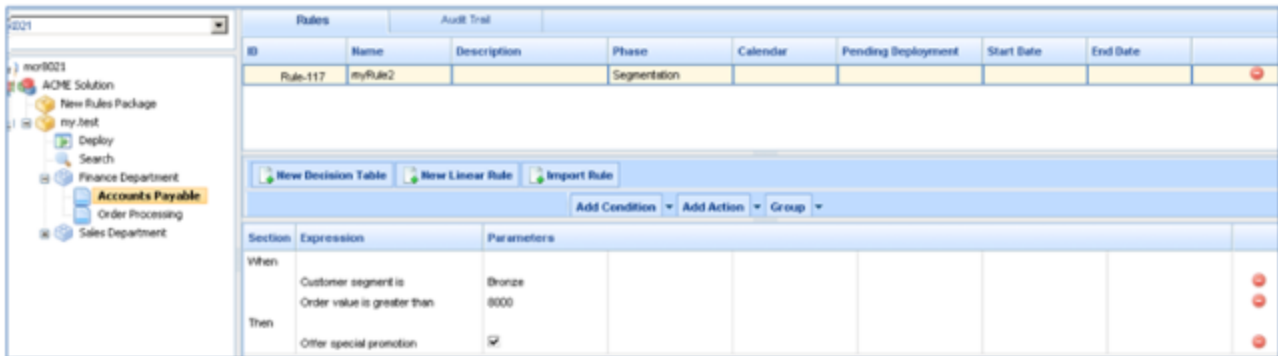 Rules Audit Trail
ID Name Description Phase Calendar Pending Deployment Start Date End Date
Rule-117 myRule2 Segmentation
ACME Solution
New Rules Package
my.test
Deploy
Search
Finance Department
Accounts Payable
Order Processing
Sales Department
New Decision Table New Linear Rule Import Rule
Add Condition Add Action Group
Section Expression Parameters
When
Customer segment is Bronze
Order value is greater than 8000
Then
Offer special promotion